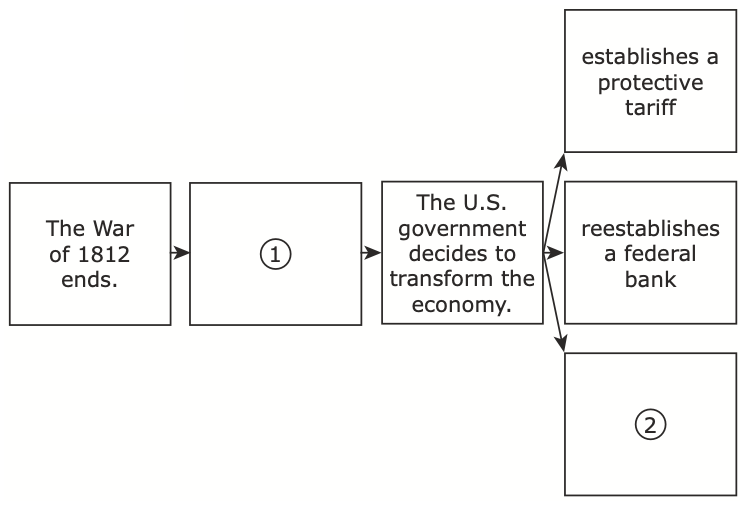 The War
of 1812
ends.
①
The U.S.
government
decides to
transform the
economy.
establishes a
protective
tariff
reestablishes
a federal
bank
②